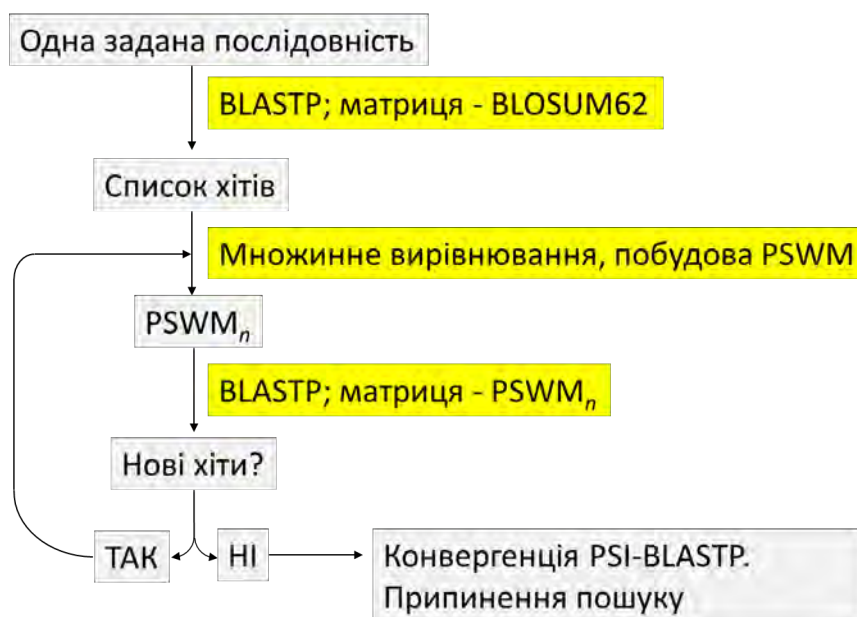 Одна задана послідовність
BLASTP; матриця - BLOSUM62
Список хітів
Множинне вирівнювання, побудова PSWM
PSWMn
BLASTP; матриця - PSWMn
Нові хіти?
ТАК
НІ
Конвергенція PSI-BLASTP.
Припинення пошуку